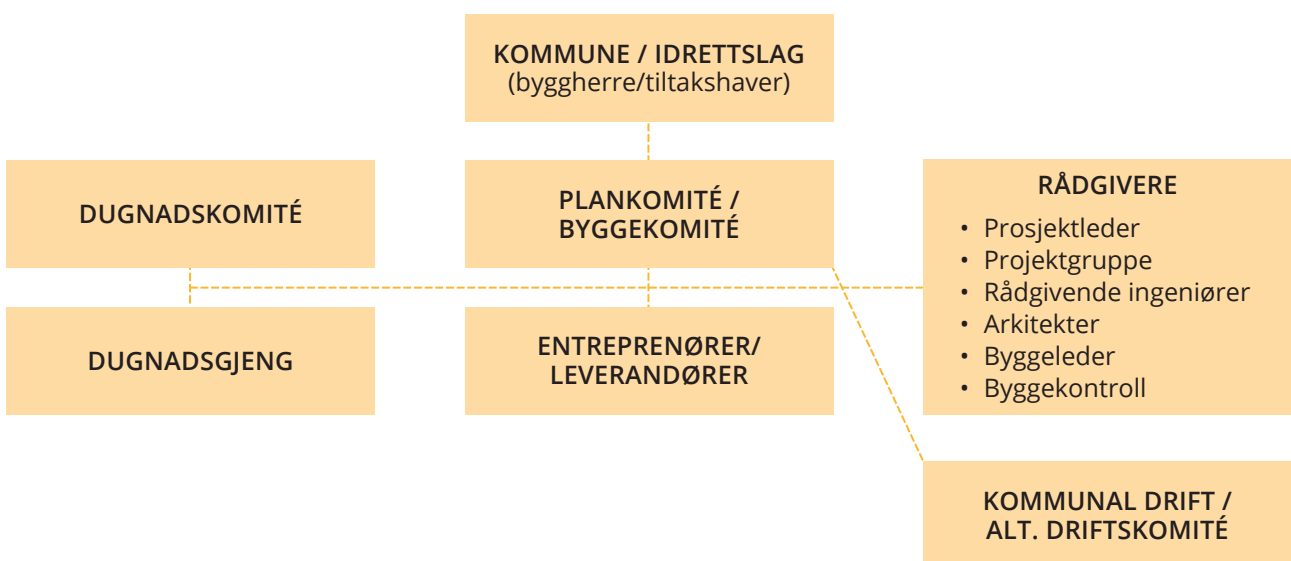 KOMMUNE / IDRETTSLAG
(byggherre/tiltakshaver)
DUGNADSKOMITÉ
PLANKOMITÉ /
BYGGEKOMITÉ
RÅDGIVERE
• Prosjektleder
• Projektgruppe
• Rådgivende ingeniører
• Arkitekter
• Byggeleder
• Byggekontroll
DUGNADSGJENG
ENTREPRENØRER/
LEVERANDØRER
KOMMUNAL DRIFT /
ALT. DRIFTSKOMITÉ